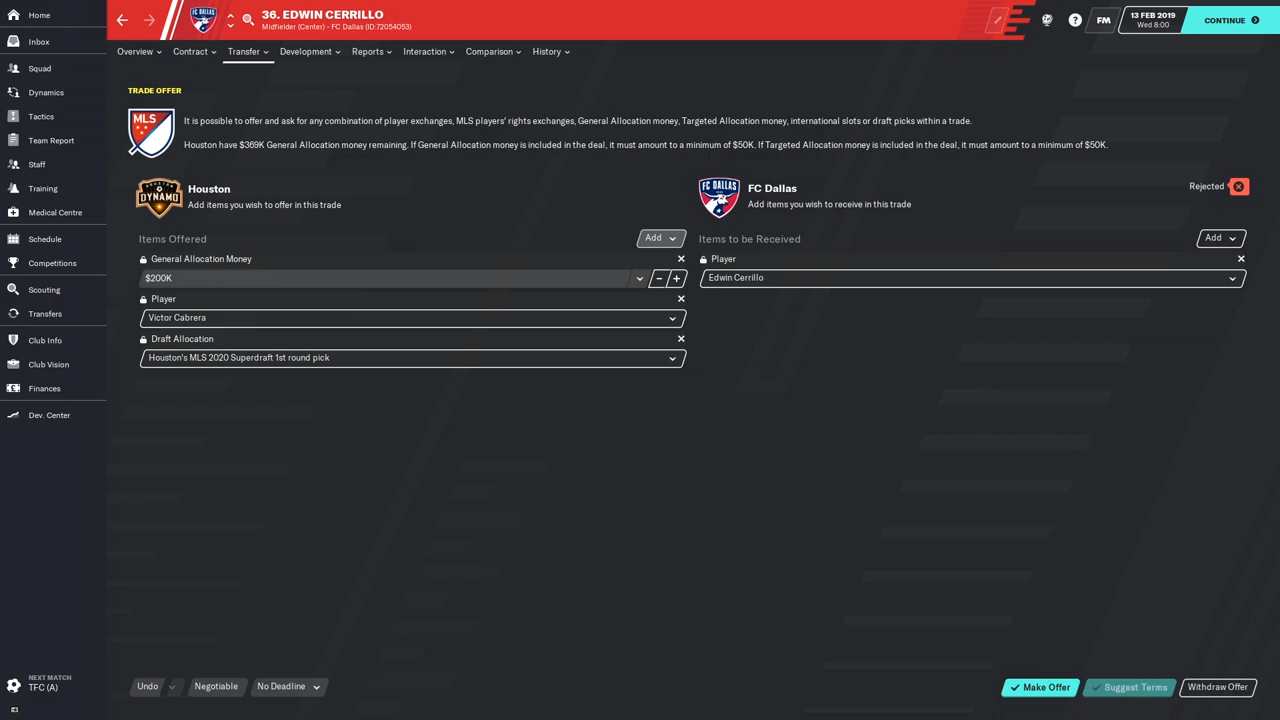 Home
Inbox
Squad
Dynamics
Tactics
Team Report
Staff
Training
Medical Centre
Schedule
Competitions
Scouting
Transfers
Club Info
Club Vision
Finances
Dev. Center
NEXT MATCH
TFC (A)
FC DALLAS
36. EDWIN CERRILLO
Midfielder (Center) - FC Dallas (ID:72054053)
?
FM
13 FEB 2019
Wed 8:00
CONTINUE
Overview
Contract
Transfer
Development
Reports
Interaction
Comparison
History
TRADE OFFER
MLS
It is possible to offer and ask for any combination of player exchanges, MLS players' rights exchanges, General Allocation money, Targeted Allocation money, international slots or draft picks within a trade.
Houston have $369K General Allocation money remaining. If General Allocation money is included in the deal, it must amount to a minimum of $50K. If Targeted Allocation money is included in the deal, it must amount to a minimum of $50K.
HOUSTON
DYNAMO
Houston
Add items you wish to offer in this trade
Items Offered
Add
General Allocation Money
$200K
Player
Victor Cabrera
Draft Allocation
Houston's MLS 2020 Superdraft 1st round pick
FC DALLAS
FC Dallas
Add items you wish to receive in this trade
Rejected
Items to be Received
Add
Player
Edwin Cerrillo
Undo
Negotiable
No Deadline
Make Offer
Suggest Terms
Withdraw Offer